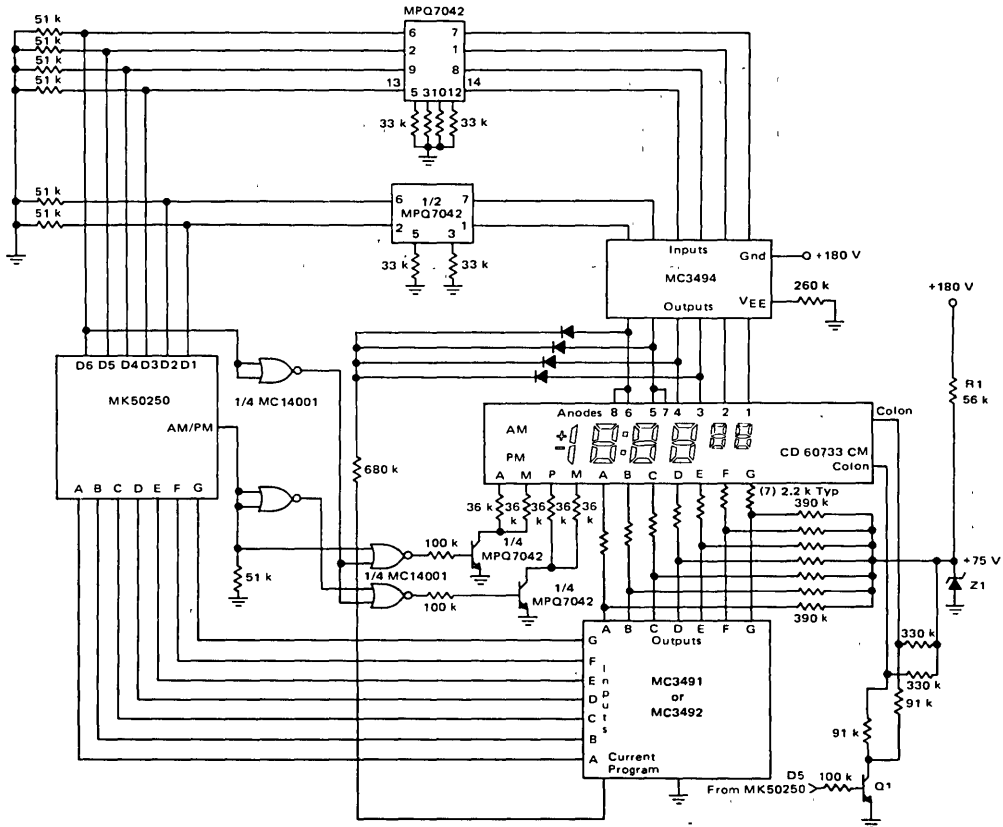 MPQ7042
51 k
51 k
51 k
51 k
6 7
2 1
9 8
13 14
5 3 10 12
33 k 33 k
51 k
51 k
1/2
MPQ7042
6 7
2 1
5 3
33 k 33 k
Inputs Gnd
+180 V
MC3494
260 k
Outputs VEE
+180 V
R1
56 k
D6 D5 D4 D3 D2 D1
MK50250
AM/PM
A B C D E F G
1/4 MC14001
680 k
Anodes 8 6 5 7 4 3 2 1
Colon
AM
PM
CD 60733 CM
Colon
A M P M A B C D E F G
36 k 36 k 36 k 36 k
(7) 2.2 k Typ
390 k
390 k
+75 V
Z1
51 k
1/4 MC14001
100 k
1/4
MPQ7042
100 k
1/4
MPQ7042
A B C D E F G
Outputs
G
F
E
D
C
B
A
Inputs
MC3491
or
MC3492
Current
Program
330 k
330 k
91 k
91 k
D5
From MK50250
100 k
Q1